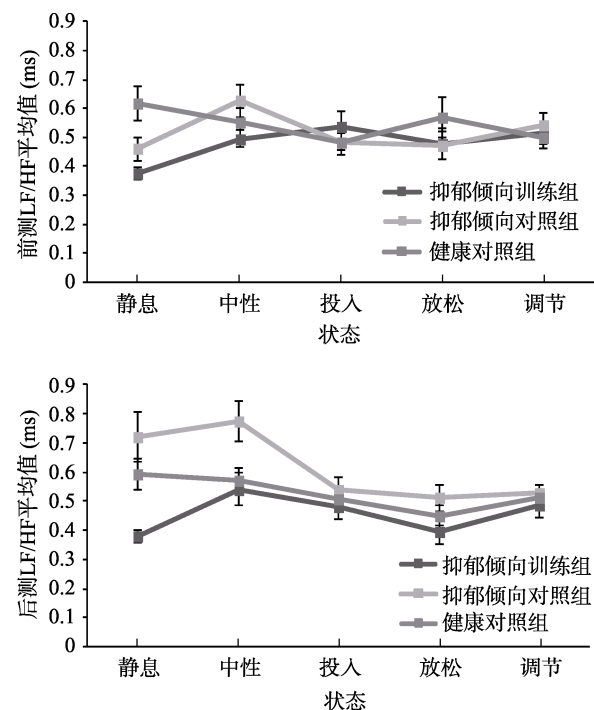 0.9
0.8
0.7
0.6
0.5
0.4
0.3
0.2
0.1
0
前测LF/HF平均值 (ms)
抑郁倾向训练组
抑郁倾向对照组
健康对照组
静息 中性 投入 放松 调节
状态
0.9
0.8
0.7
0.6
0.5
0.4
0.3
0.2
0.1
0
后测LF/HF平均值 (ms)
抑郁倾向训练组
抑郁倾向对照组
健康对照组
静息 中性 投入 放松 调节
状态